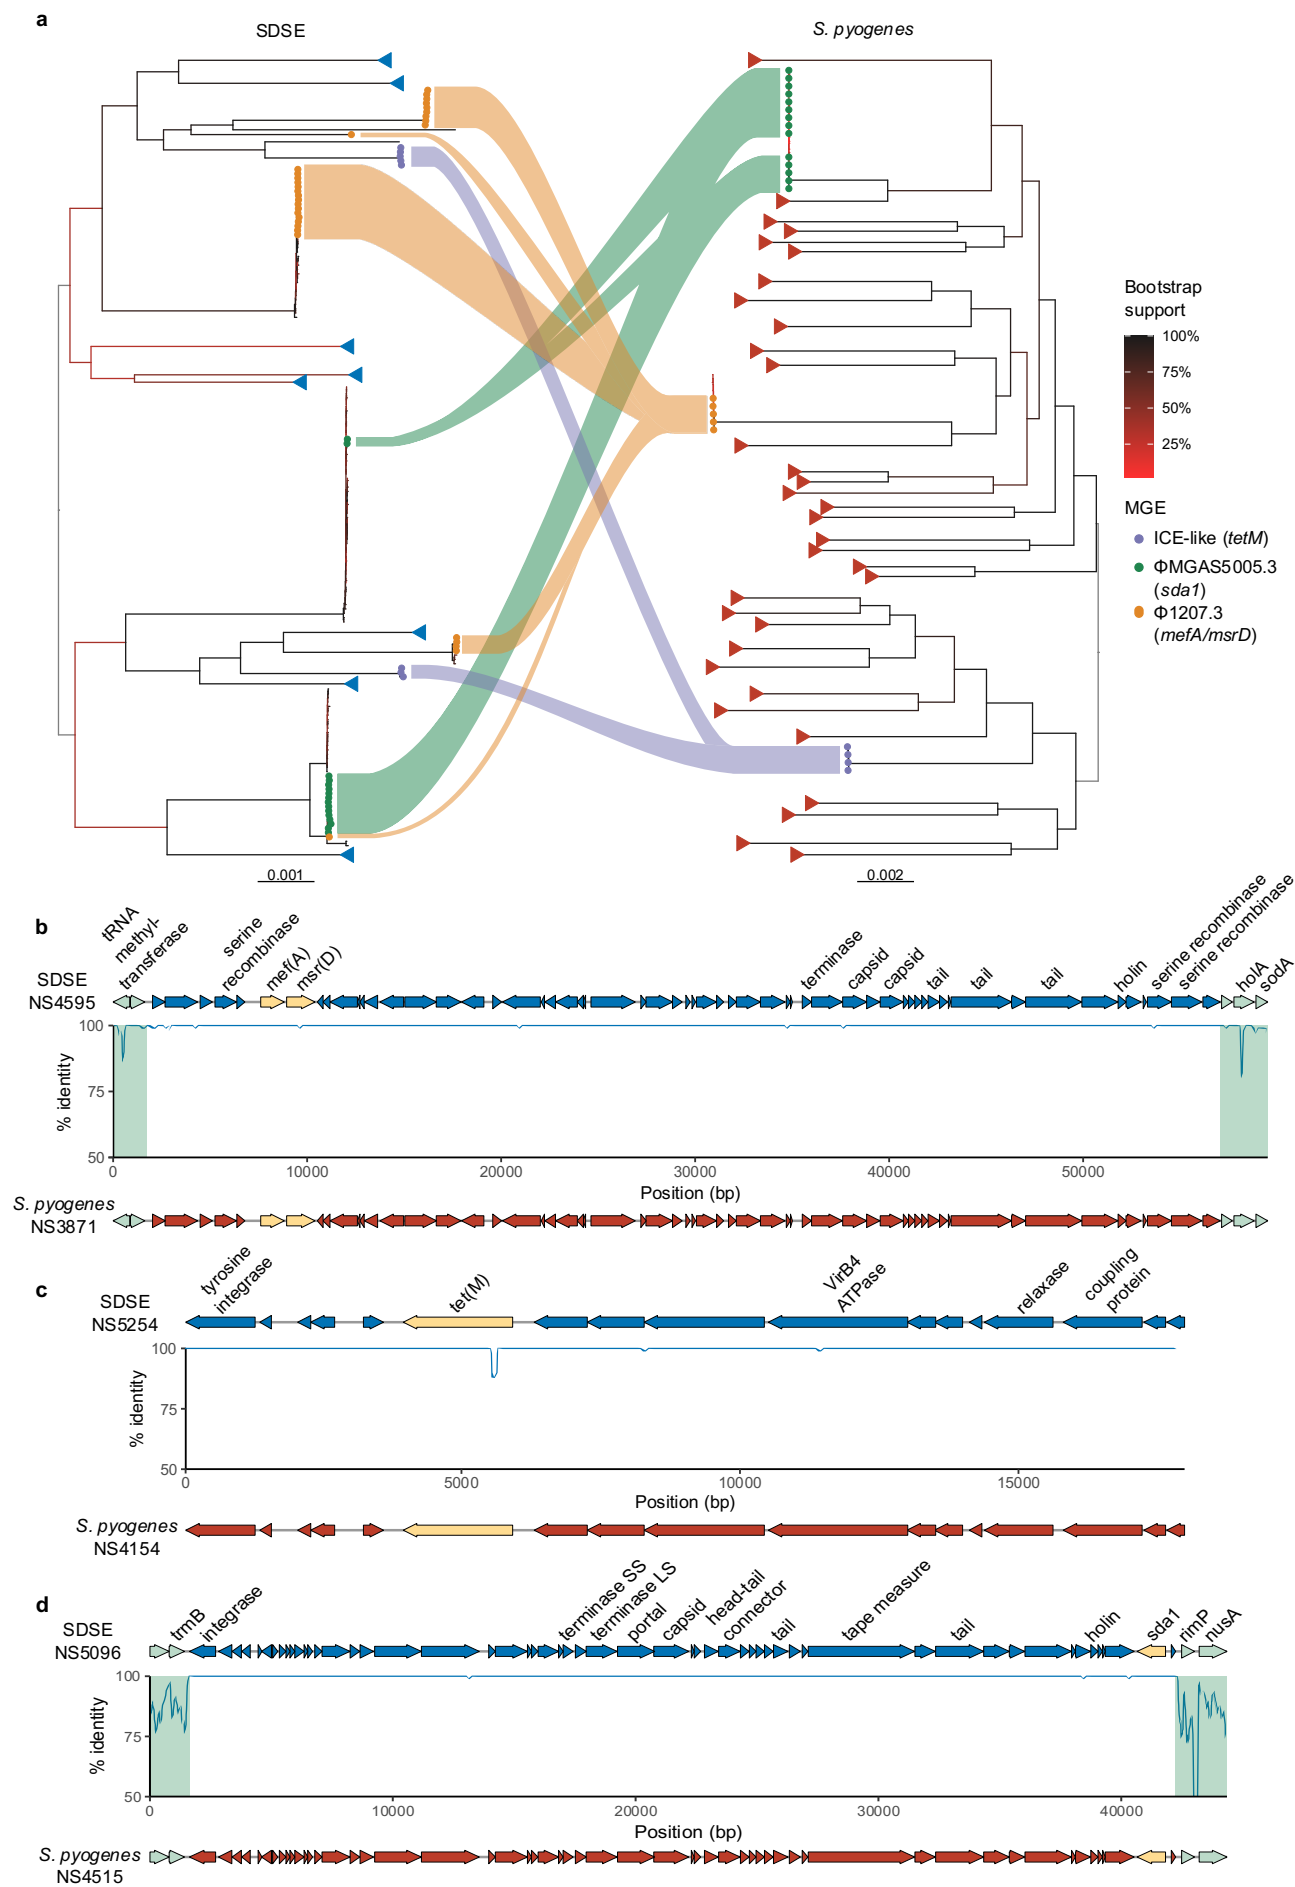 a
SDSE
S. pyogenes
Bootstrap
support
100%
75%
50%
25%
MGE
ICE-like (tetM)
ΦMGAS5005.3
(sda1)
Φ1207.3
(mefA/msrD)
0.001
0.002
b
tRNA
methyl-
transferase
serine
recombinase
mef(A)
msr(D)
terminase
capsid
capsid
tail
tail
tail
holin
serine recombinase
serine recombinase
holA
sodA
SDSE
NS4595
100
75
50
% identity
0
10000
20000
30000
40000
50000
Position (bp)
S. pyogenes
NS3871
c
tyrosine
integrase
tet(M)
VirB4
ATPase
relaxase
coupling
protein
SDSE
NS5254
100
75
50
% identity
0
5000
10000
15000
Position (bp)
S. pyogenes
NS4154
d
trmB
integrase
terminase SS
terminase LS
portal
capsid
head-tail
connector
tail
tape measure
tail
holin
sda1
rimP
nusA
SDSE
NS5096
100
75
50
% identity
0
10000
20000
30000
40000
Position (bp)
S. pyogenes
NS4515